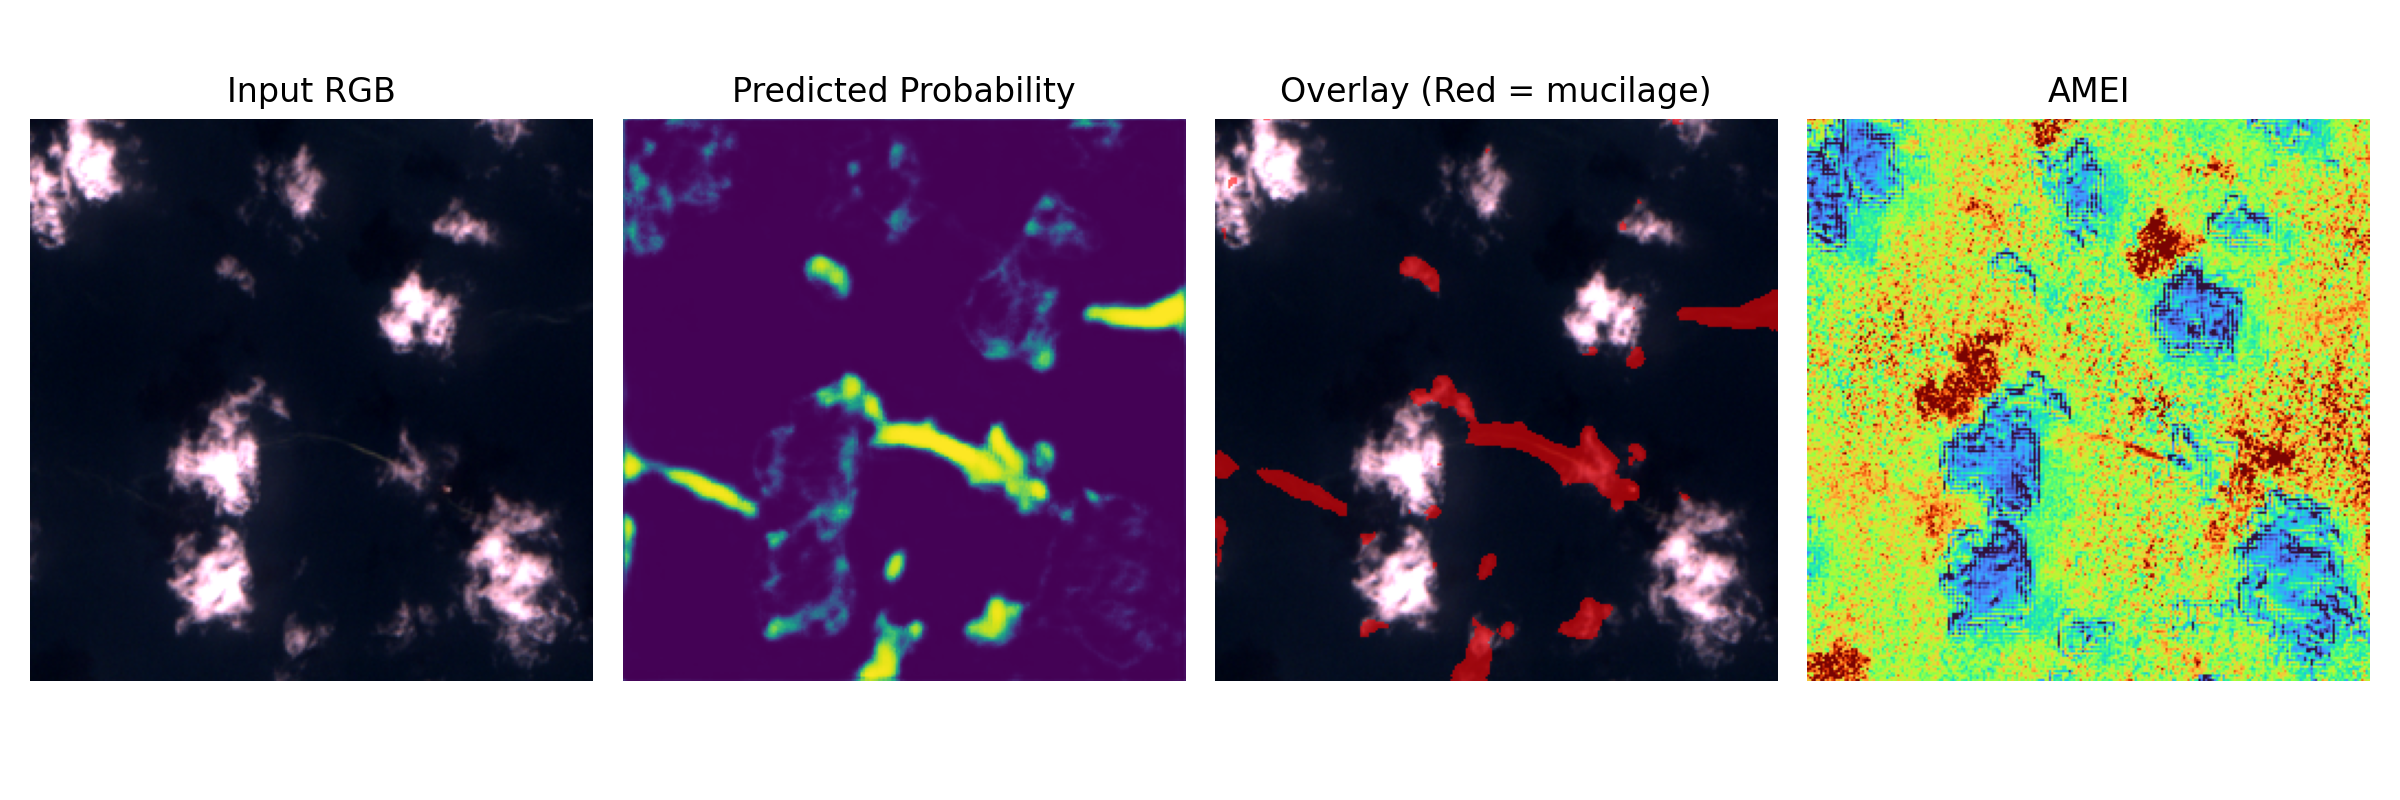 Input RGB
Predicted Probability
Overlay (Red = mucilage)
AMEI